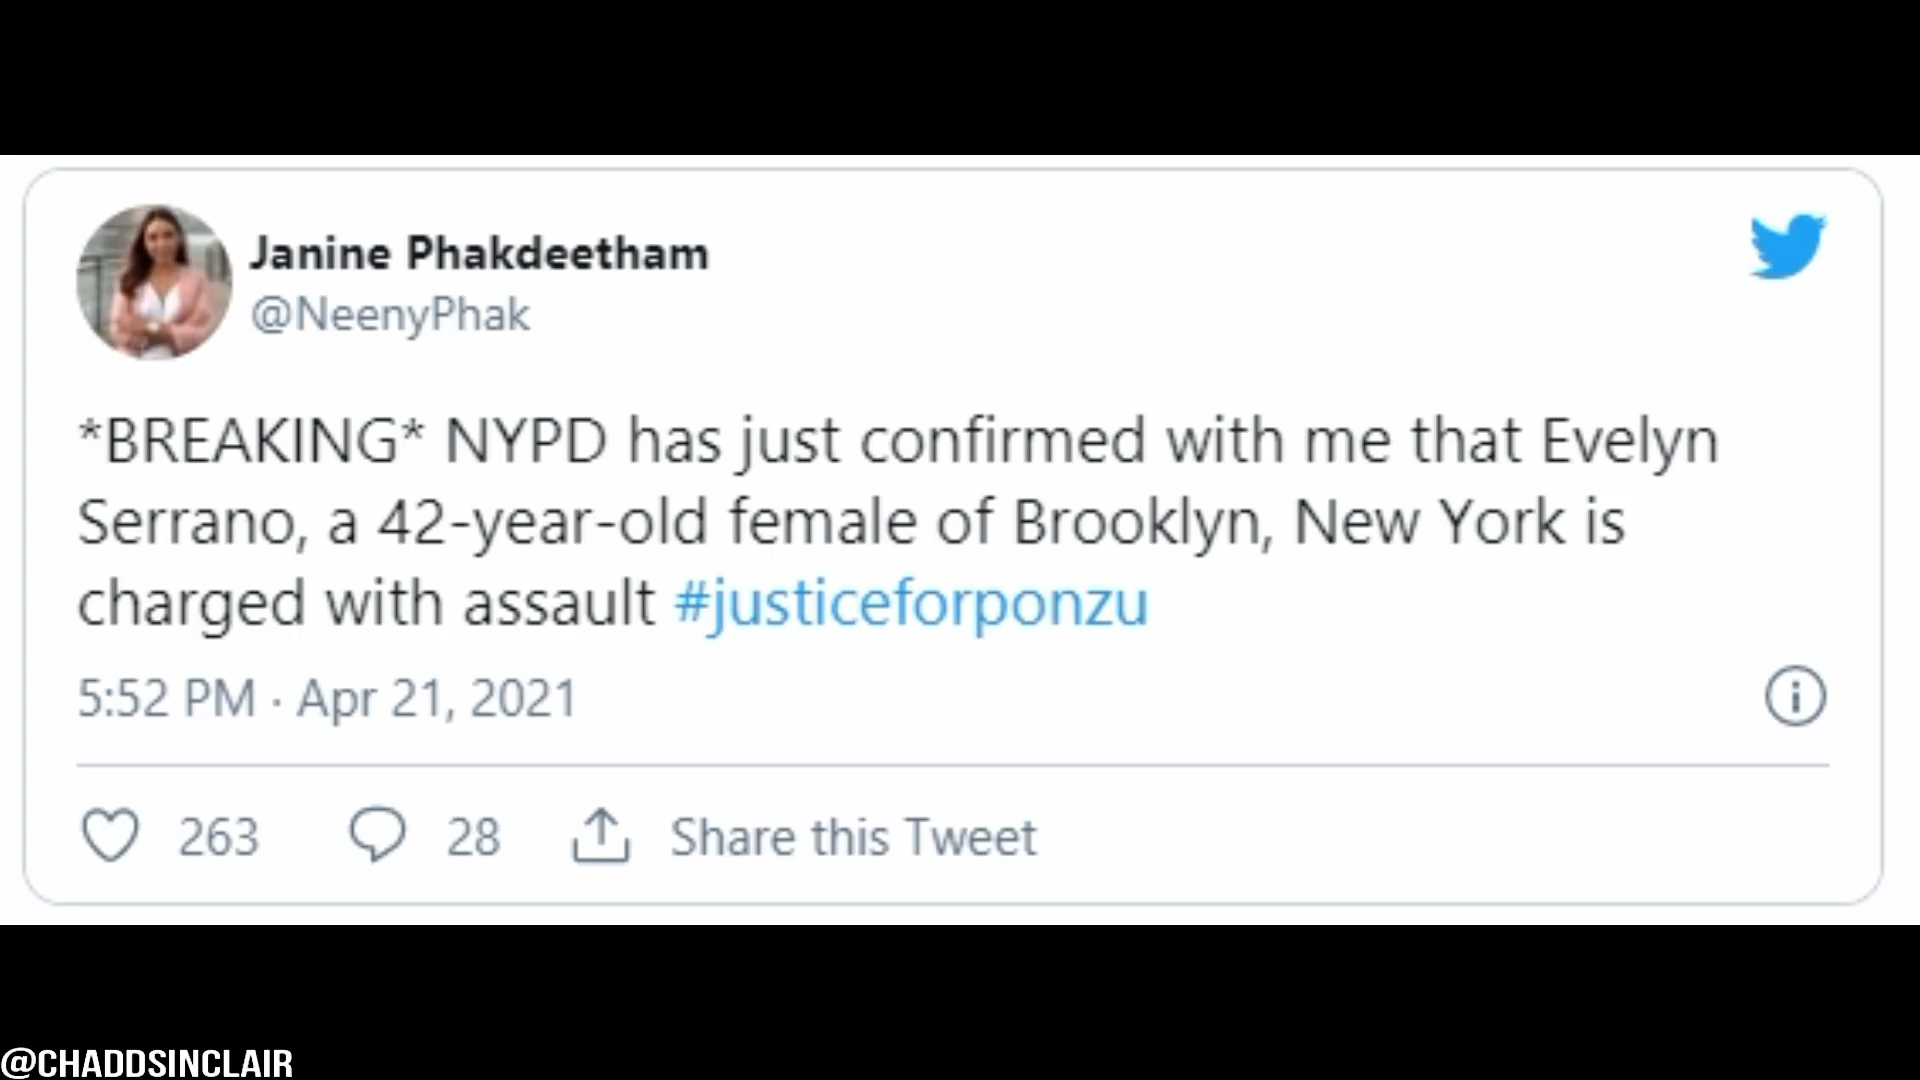 Janine Phakdeetham
@NeenyPhak
*BREAKING* NYPD has just confirmed with me that Evelyn
Serrano, a 42-year-old female of Brooklyn, New York is
charged with assault #justiceforponzu
5:52 PM · Apr 21, 2021
263 28 Share this Tweet
@CHADDSINCLAIR